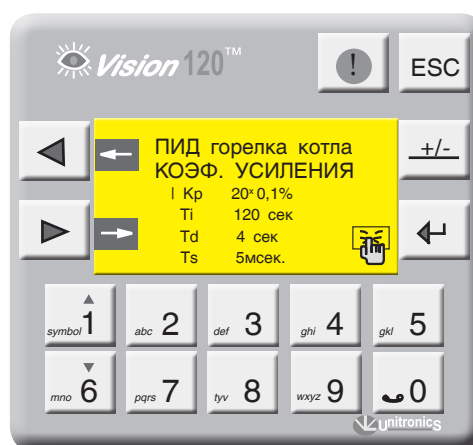 Vision 120™
! ESC
ПИД горелка котла
КОЭФ. УСИЛЕНИЯ
| Kp 20ˣ0,1%
Ti 120 сек
Td 4 сек
Ts 5мсек.
+/-
symbol 1
abc 2
def 3
ghi 4
gkl 5
mno 6
pqrs 7
tyv 8
wxyz 9
0
Unitronics